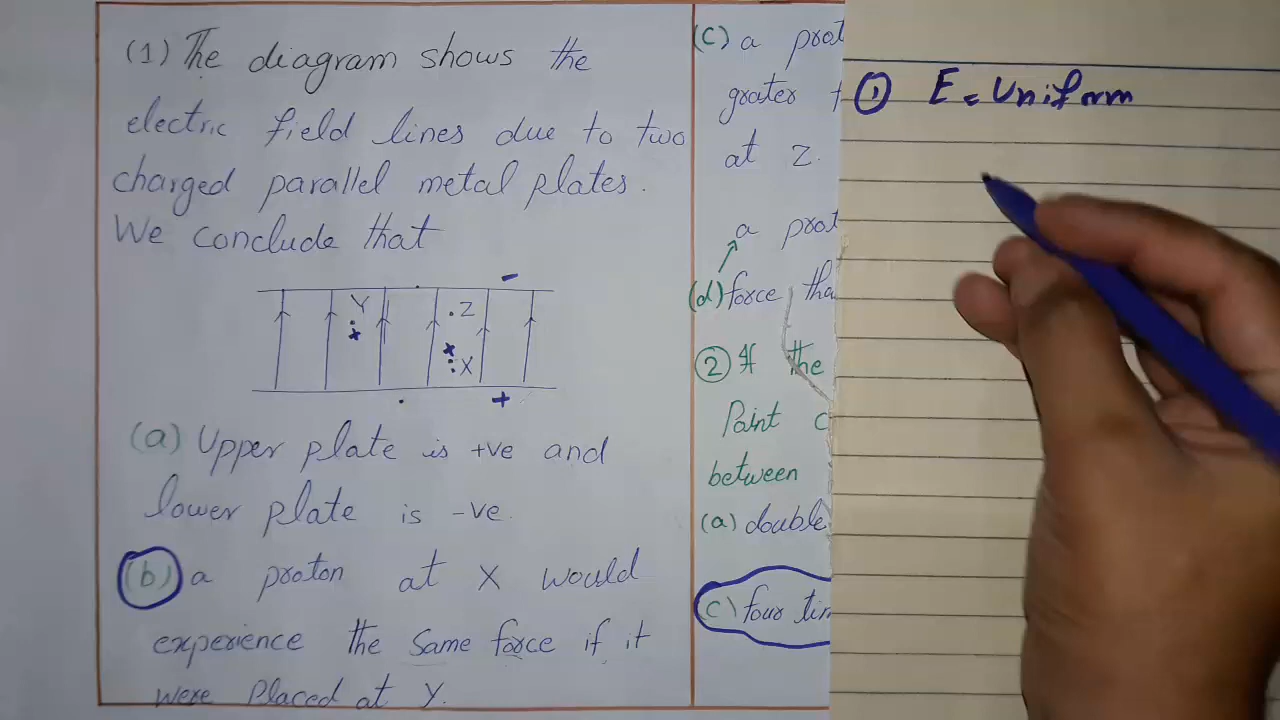 (1) The diagram shows the
electric field lines due to two
charged parallel metal plates.
We conclude that
-
Y
. Z
X
+
(a) Upper plate is +ve and
lower plate is -ve.
(b) a proton at X would
experience the same force if it
were placed at Y.
(c) a prot
grater
at Z.
a prot
(d) force tha
(2) If the
Point c
between
(a) double
(c) four tim
(1) E = Uniform